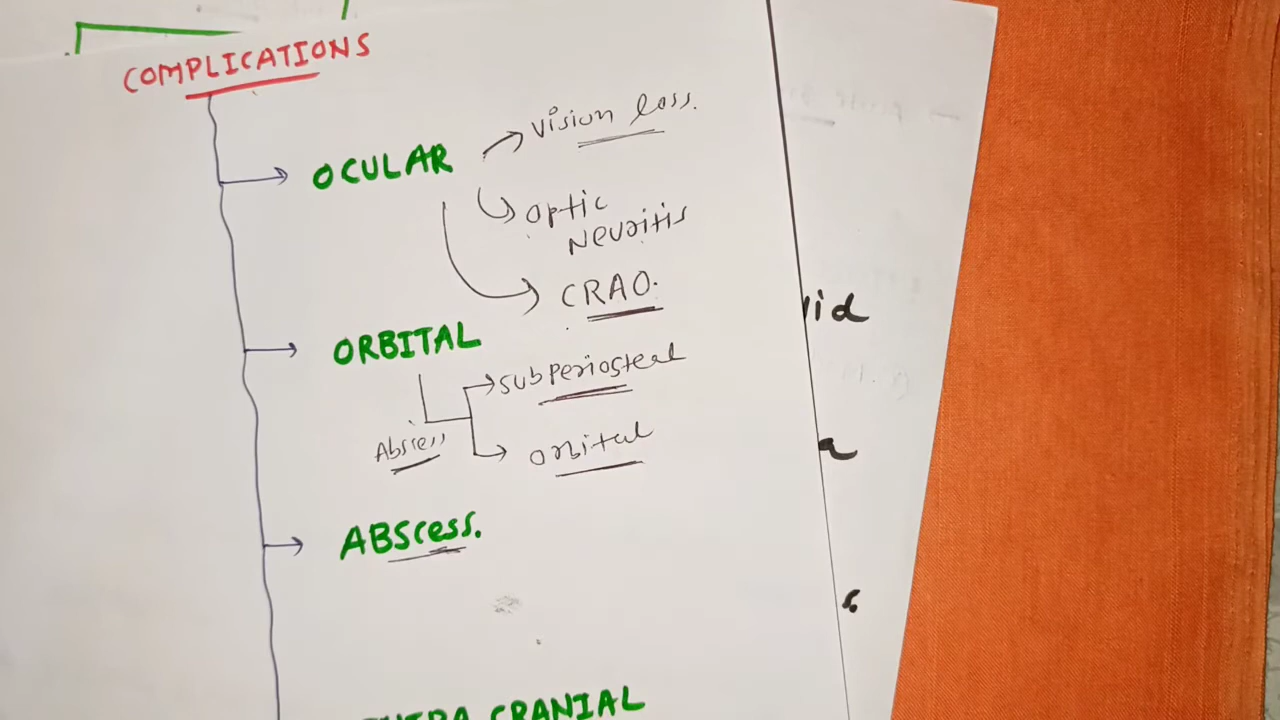 COMPLICATIONS
OCULAR
vision loss.
optic
Neuritis
CRAO.
ORBITAL
subperiosteal
Abscess
orbital
ABScess.
CRANIAL